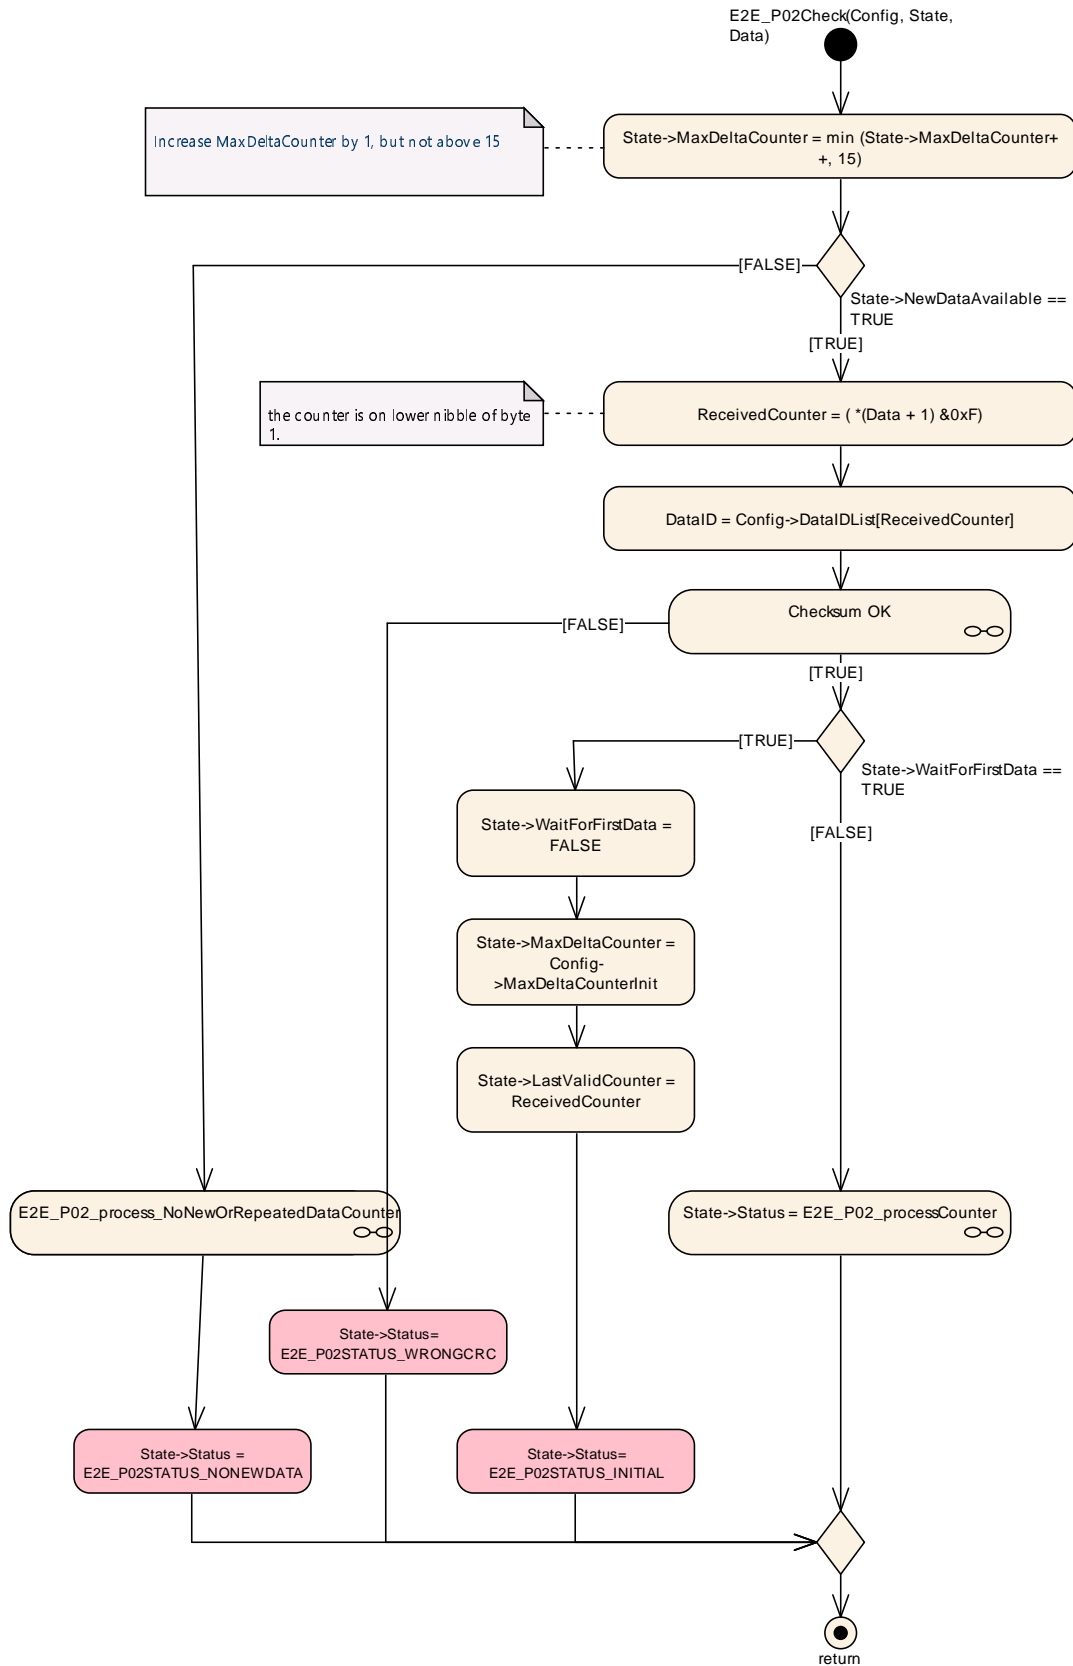 E2E_P02Check(Config, State,
Data)
Increase MaxDeltaCounter by 1, but not above 15
State->MaxDeltaCounter = min (State->MaxDeltaCounter+
+, 15)
[FALSE]
State->NewDataAvailable ==
TRUE
[TRUE]
the counter is on lower nibble of byte
1.
ReceivedCounter = ( *(Data + 1) &0xF)
DataID = Config->DataIDList[ReceivedCounter]
Checksum OK
[FALSE]
[TRUE]
[TRUE]
State->WaitForFirstData ==
TRUE
State->WaitForFirstData =
FALSE
[FALSE]
State->MaxDeltaCounter =
Config-
>MaxDeltaCounterInit
State->LastValidCounter =
ReceivedCounter
E2E_P02_process_NoNewOrRepeatedDataCounter
State->Status = E2E_P02_processCounter
State->Status=
E2E_P02STATUS_WRONGCRC
State->Status =
E2E_P02STATUS_NONEWDATA
State->Status=
E2E_P02STATUS_INITIAL
return